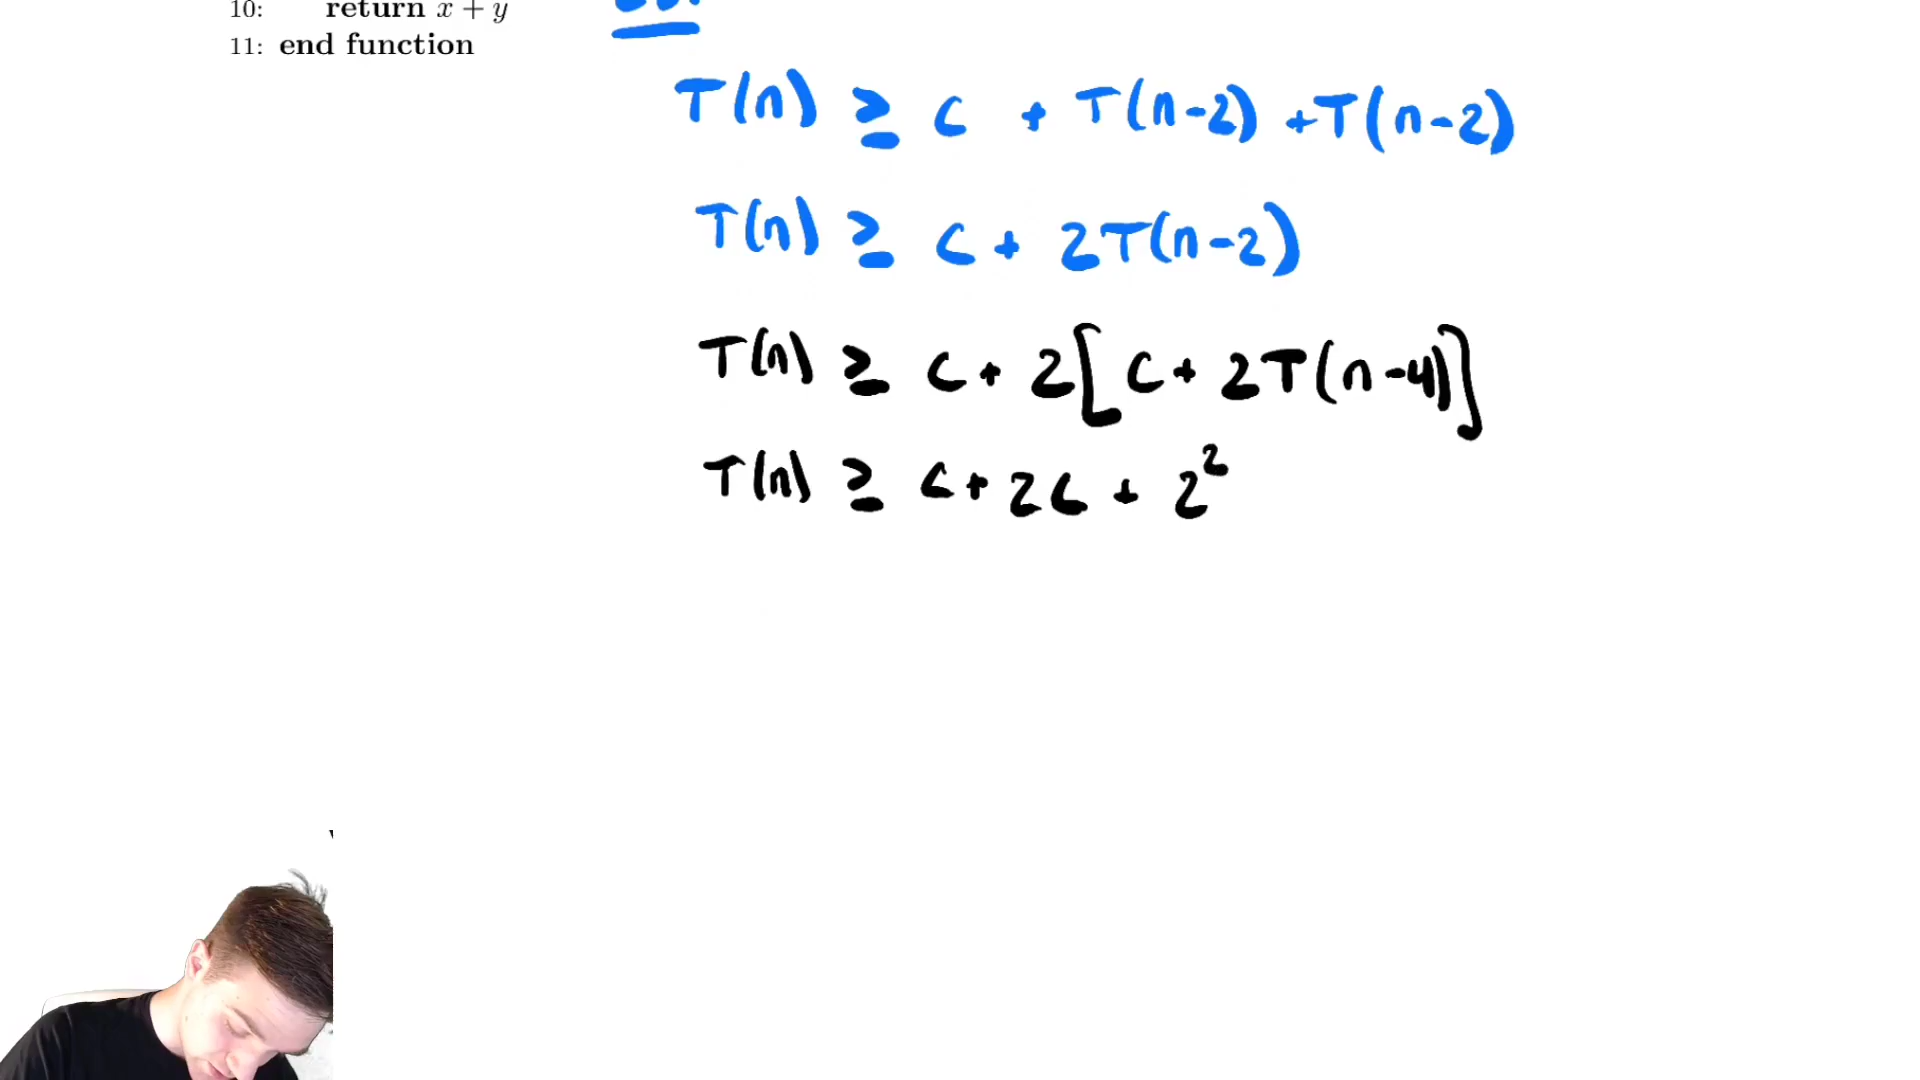 10: return x + y
11: end function
T(n) ≥ c + T(n-2) + T(n-2)
T(n) ≥ c + 2T(n-2)
T(n) ≥ c + 2[c + 2T(n-4)]
T(n) ≥ c + 2c + 2²